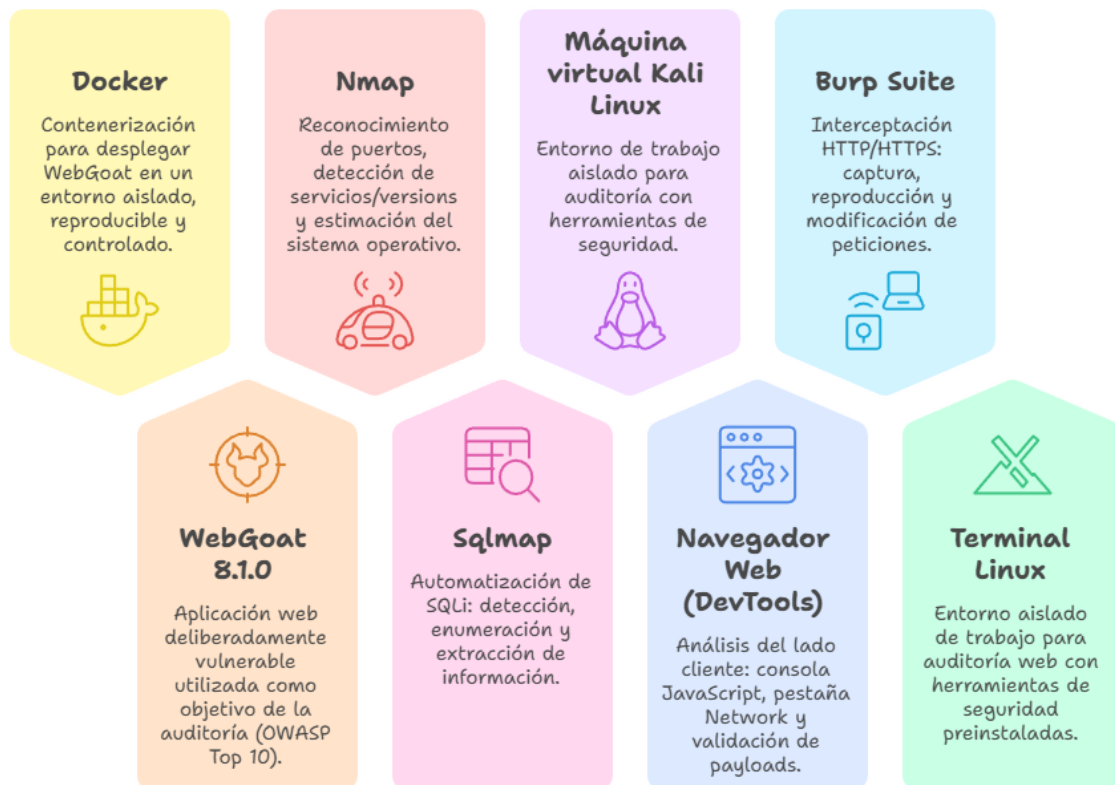 Docker
Contenerización
para desplegar
WebGoat en un
entorno aislado,
reproducible y
controlado.
Nmap
Reconocimiento
de puertos,
detección de
servicios/versions
y estimación del
sistema operativo.
Máquina
virtual Kali
Linux
Entorno de trabajo
aislado para
auditoría con
herramientas de
seguridad.
Burp Suite
Interceptación
HTTP/HTTPS:
captura,
reproducción y
modificación de
peticiones.
WebGoat
8.1.0
Aplicación web
deliberadamente
vulnerable
utilizada como
objetivo de la
auditoría (OWASP
Top 10).
Sqlmap
Automatización de
SQLi: detección,
enumeración y
extracción de
información.
Navegador
Web
(DevTools)
Análisis del lado
cliente: consola
JavaScript, pestaña
Network y
validación de
payloads.
Terminal
Linux
Entorno aislado
de trabajo para
auditoría web con
herramientas de
seguridad
preinstaladas.